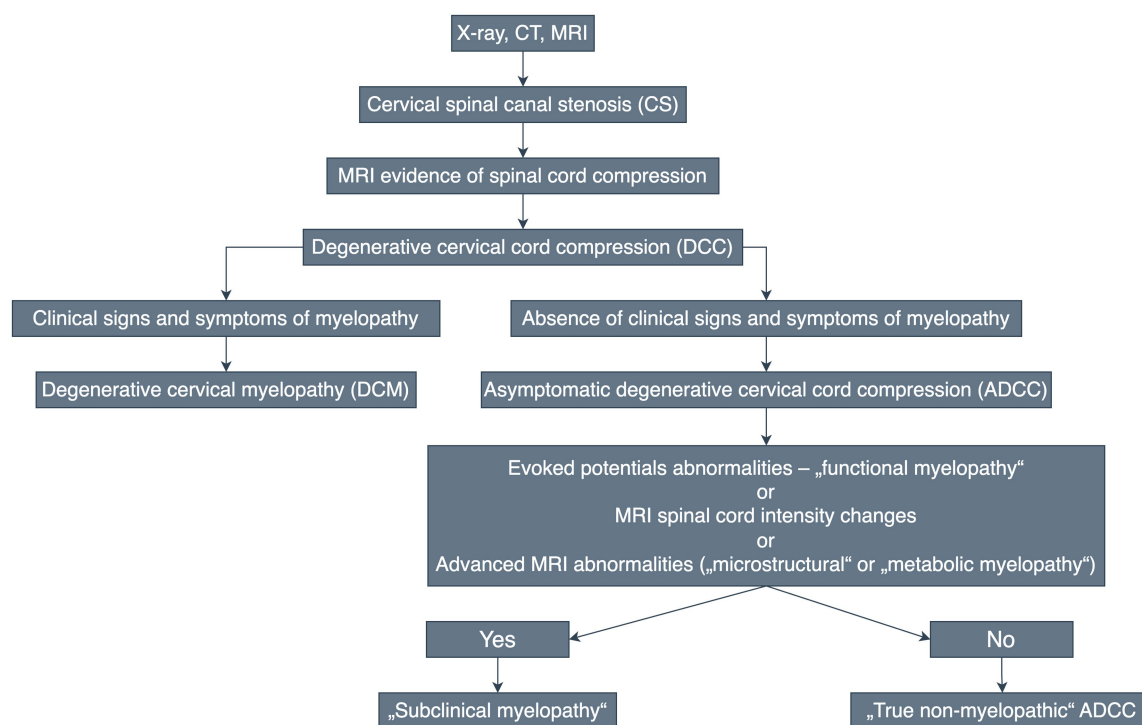 X-ray, CT, MRI
Cervical spinal canal stenosis (CS)
MRI evidence of spinal cord compression
Degenerative cervical cord compression (DCC)
Clinical signs and symptoms of myelopathy
Absence of clinical signs and symptoms of myelopathy
Degenerative cervical myelopathy (DCM)
Asymptomatic degenerative cervical cord compression (ADCC)
Evoked potentials abnormalities – „functional myelopathy“
or
MRI spinal cord intensity changes
or
Advanced MRI abnormalities („microstructural“ or „metabolic myelopathy“)
Yes
No
„Subclinical myelopathy“
„True non-myelopathic“ ADCC